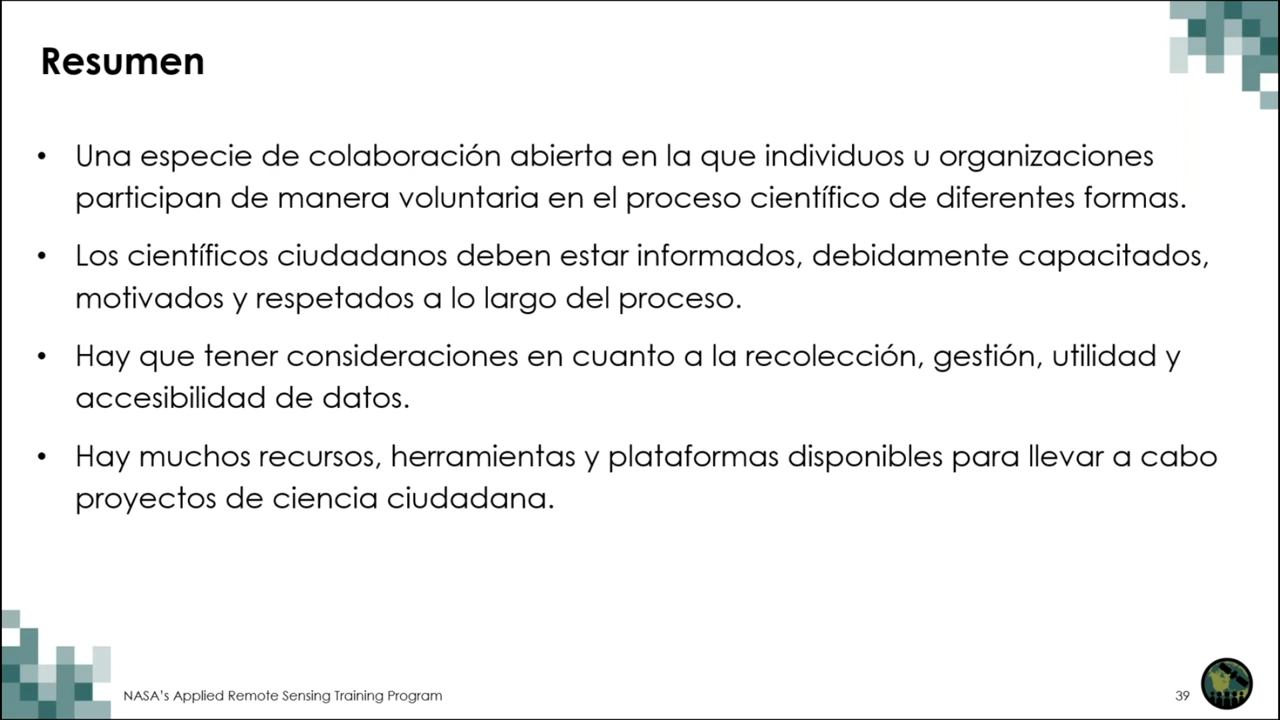 Resumen
• Una especie de colaboración abierta en la que individuos u organizaciones
participan de manera voluntaria en el proceso científico de diferentes formas.
• Los científicos ciudadanos deben estar informados, debidamente capacitados,
motivados y respetados a lo largo del proceso.
• Hay que tener consideraciones en cuanto a la recolección, gestión, utilidad y
accesibilidad de datos.
• Hay muchos recursos, herramientas y plataformas disponibles para llevar a cabo
proyectos de ciencia ciudadana.
NASA's Applied Remote Sensing Training Program
39